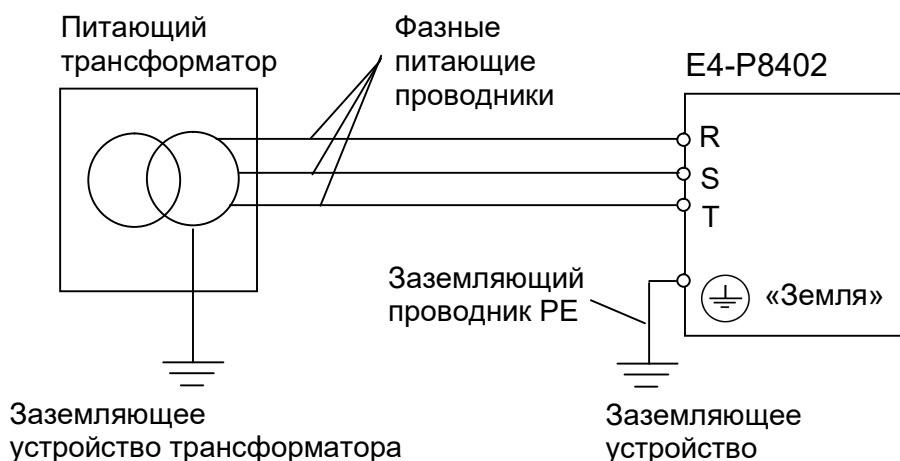 Питающий
трансформатор
Фазные
питающие
проводники
E4-P8402
R
S
T
Заземляющий
проводник PE
«Земля»
Заземляющее
устройство трансформатора
Заземляющее
устройство